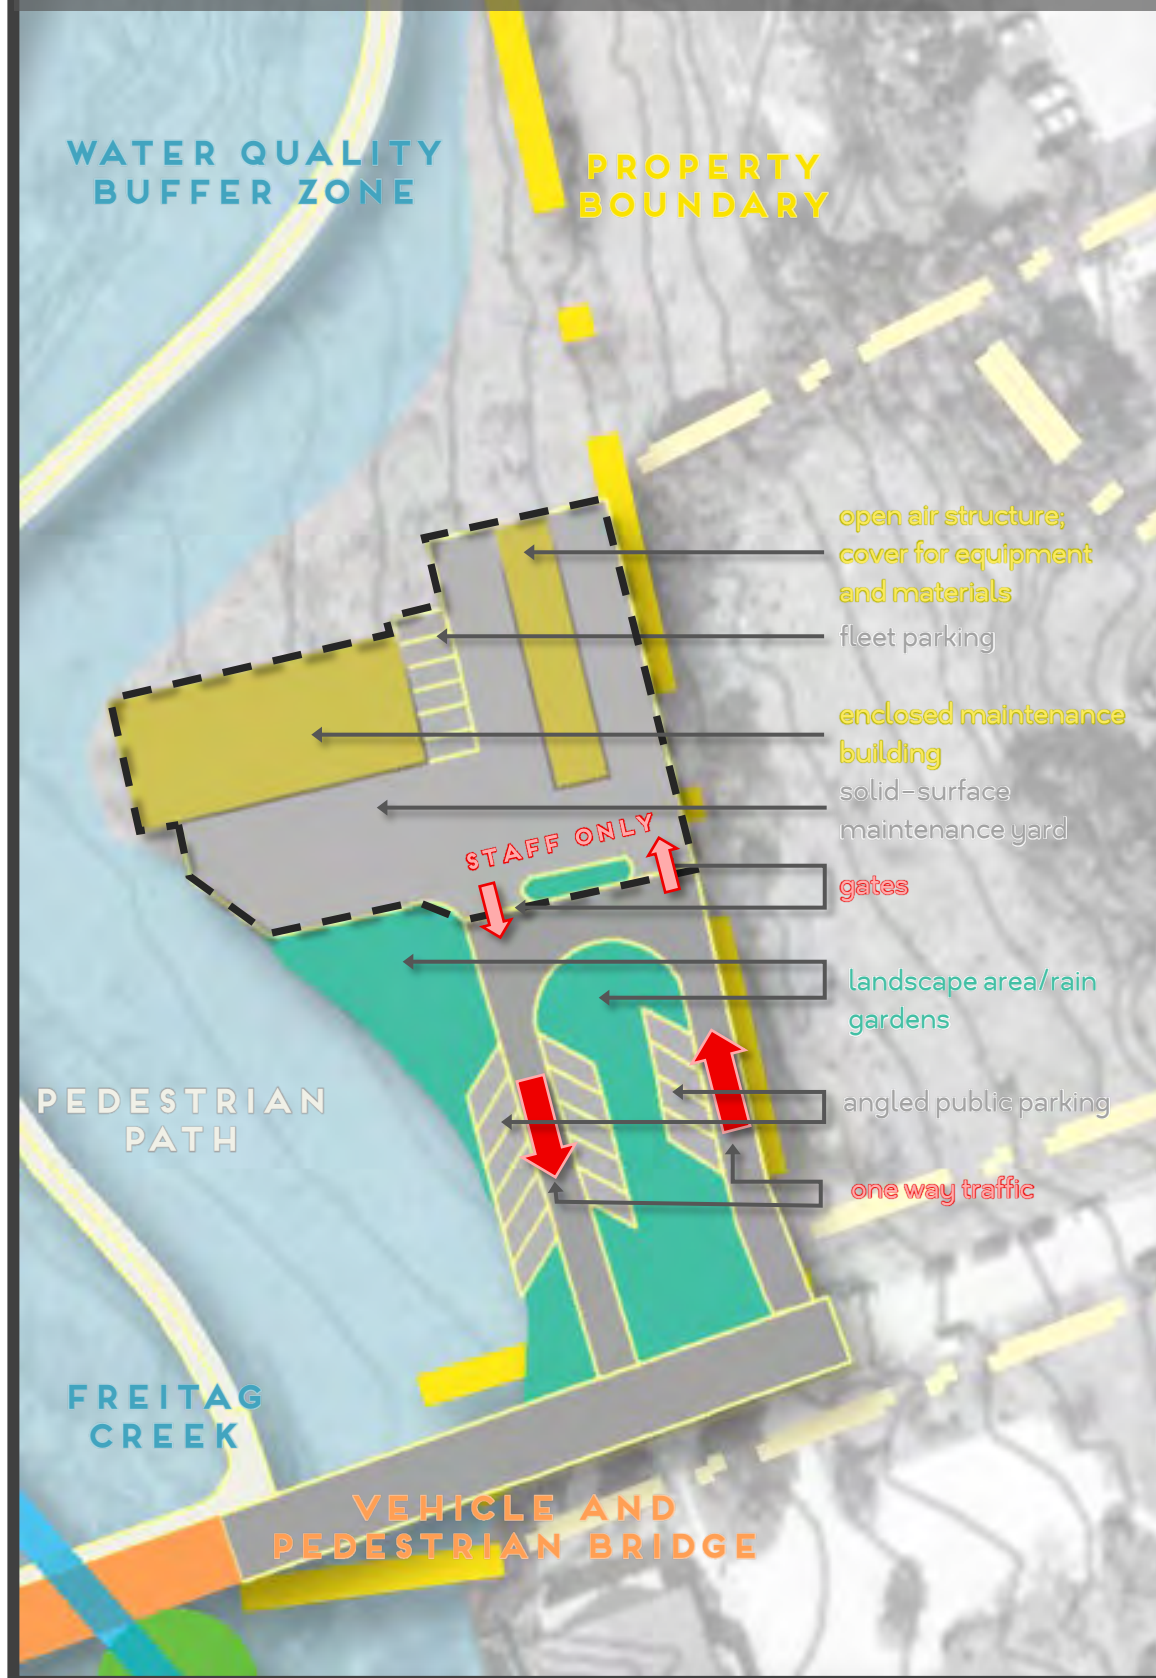 WATER QUALITY
BUFFER ZONE
PROPERTY
BOUNDARY
open air structure;
cover for equipment
and materials
fleet parking
enclosed maintenance
building
solid-surface
maintenance yard
STAFF ONLY
gates
landscape area/rain
gardens
PEDESTRIAN
PATH
angled public parking
one way traffic
FREITAG
CREEK
VEHICLE AND
PEDESTRIAN BRIDGE